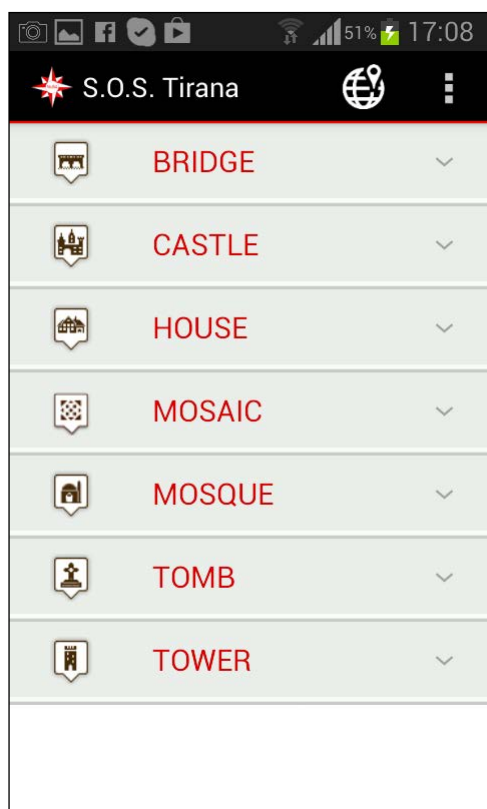 51% 17:08
S.O.S. Tirana
BRIDGE
CASTLE
HOUSE
MOSAIC
MOSQUE
TOMB
TOWER